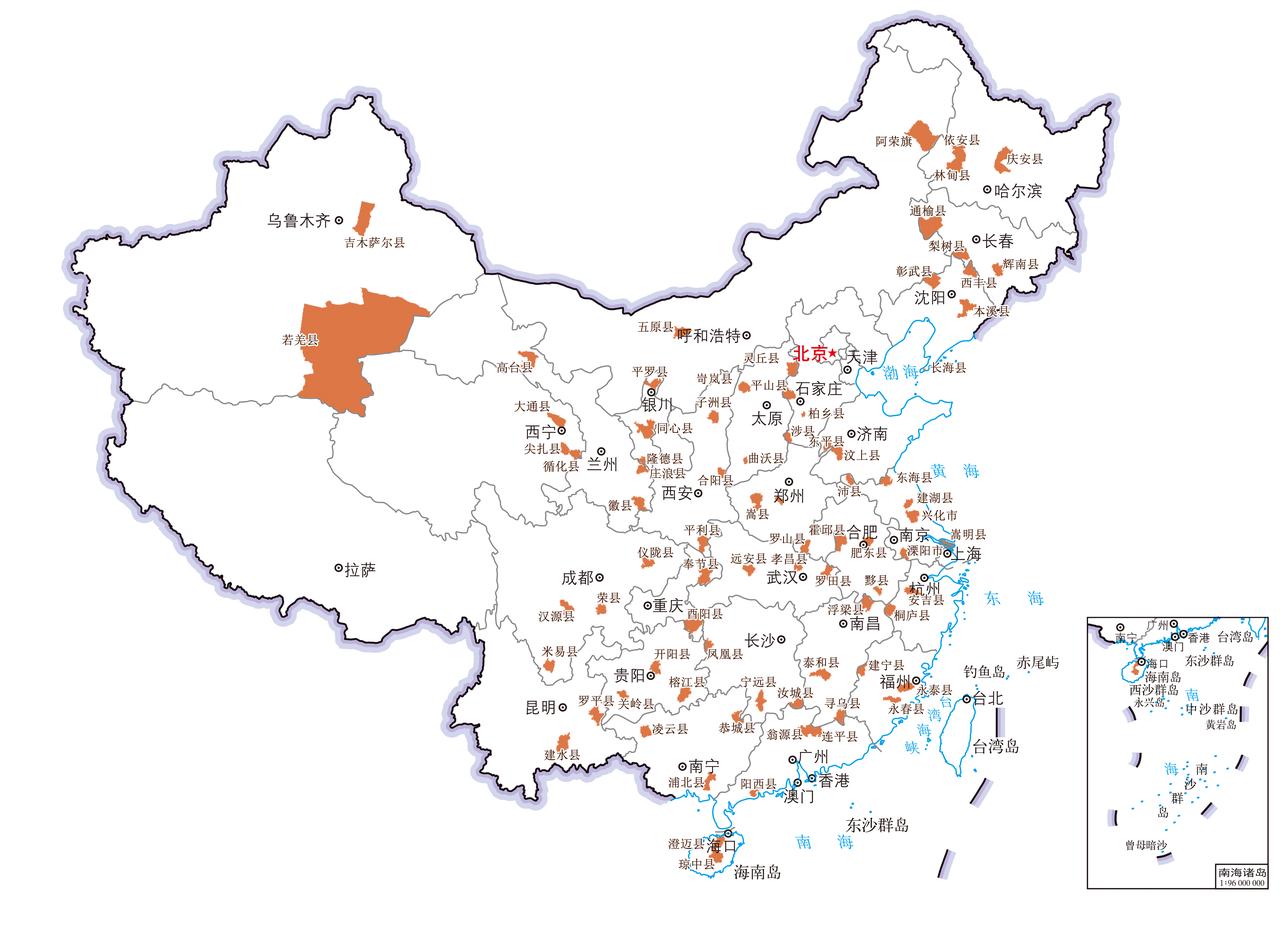 阿荣旗
依安县
庆安县
林甸县
哈尔滨
乌鲁木齐
吉木萨尔县
通榆县
长春
梨树县
辉南县
彰武县
西丰县
沈阳
本溪县
若羌县
五原县
呼和浩特
北京
天津
灵丘县
渤海
长海县
高台县
平罗县
岢岚县
平山县
石家庄
银川
子洲县
太原
柏乡县
大通县
西宁
同心县
涉县
东平县
济南
尖扎县
循化县
兰州
隆德县
庄浪县
曲沃县
汶上县
黄海
合阳县
西安
郑州
沛县
东海县
徽县
嵩县
建湖县
兴化市
平利县
罗山县
霍邱县
合肥
南京
嵩明县
仪陇县
奉节县
远安县
孝昌县
肥东县
溧阳市
上海
拉萨
成都
武汉
罗田县
黟县
杭州
荣县
重庆
安吉县
东海
汉源县
酉阳县
浮梁县
桐庐县
南昌
长沙
米易县
开阳县
凤凰县
泰和县
建宁县
钓鱼岛
赤尾屿
贵阳
宁远县
福州
永泰县
昆明
罗平县
关岭县
榕江县
汝城县
寻乌县
永春县
台北
台湾海峡
凌云县
恭城县
翁源县
连平县
台湾岛
建水县
南宁
广州
浦北县
阳西县
香港
澳门
东沙群岛
南海
澄迈县
海口
琼中县
海南岛
广州
南宁
香港
台湾岛
澳门
海口
东沙群岛
海南岛
西沙群岛
永兴岛
南海
中沙群岛
黄岩岛
南沙群岛
曾母暗沙
南海诸岛
1:96 000 000